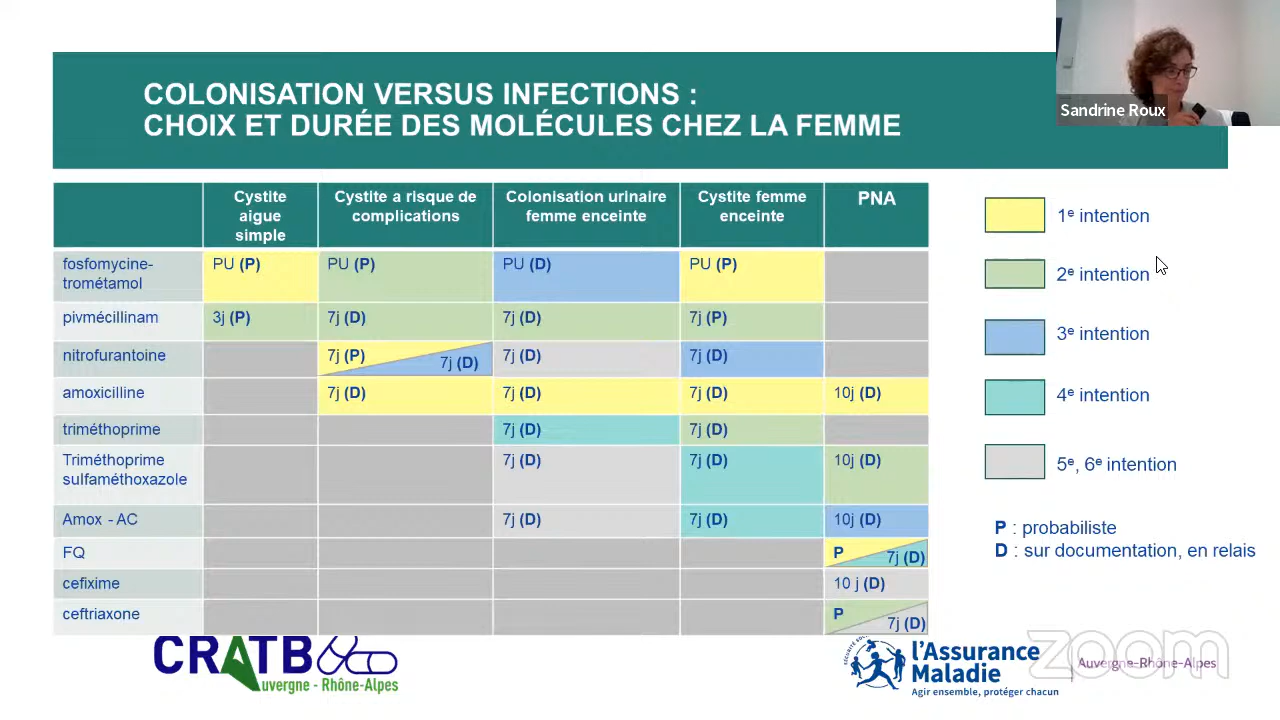 COLONISATION VERSUS INFECTIONS :
CHOIX ET DURÉE DES MOLÉCULES CHEZ LA FEMME
Sandrine Roux
Cystite aigue simple
Cystite a risque de complications
Colonisation urinaire femme enceinte
Cystite femme enceinte
PNA
fosfomycine-trométamol
PU (P)
PU (P)
PU (D)
PU (P)
pivmécillinam
3j (P)
7j (D)
7j (D)
7j (P)
nitrofurantoine
7j (P)
7j (D)
7j (D)
7j (D)
amoxicilline
7j (D)
7j (D)
7j (D)
10j (D)
triméthoprime
7j (D)
7j (D)
Triméthoprime sulfaméthoxazole
7j (D)
7j (D)
10j (D)
Amox - AC
7j (D)
7j (D)
10j (D)
FQ
P
7j (D)
cefixime
10 j (D)
ceftriaxone
P
7j (D)
1e intention
2e intention
3e intention
4e intention
5e, 6e intention
P : probabiliste
D : sur documentation, en relais
CRATB
Auvergne - Rhône-Alpes
l'Assurance
Maladie
Agir ensemble, protéger chacun
Auvergne-Rhône-Alpes
zoom